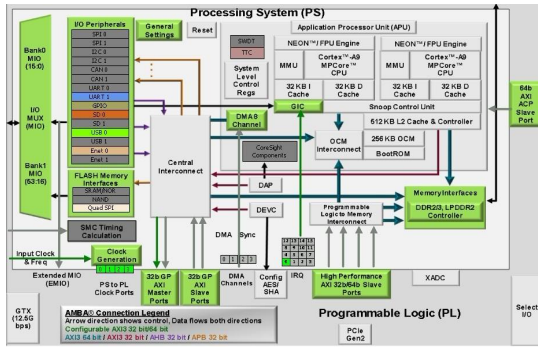 Processing System (PS)
I/O Peripherals
SPI 0
SPI 1
I2C 0
I2C 1
CAN 0
CAN 1
UART 0
UART 1
GPIO
SD 0
SD 1
USB 0
USB 1
Enet 0
Enet 1
Bank0
MIO
(15:0)
I/O
MUX
(MIO)
Bank1
MIO
(53:16)
FLASH Memory
Interfaces
SRAM/NOR
NAND
Quad SPI
SMC Timing
Calculation
Input Clock
& Freq
Clock
Generation
0 1 2 3
Extended MIO
(EMIO)
PS to PL
Clock Ports
General
Settings
Reset
SWDT
TTC
System
Level
Control
Regs
Application Processor Unit (APU)
NEON™/ FPU Engine
MMU
Cortex™-A9
MPCore™
CPU
32 KB I
Cache
32 KB D
Cache
NEON™/ FPU Engine
MMU
Cortex™-A9
MPCore™
CPU
32 KB I
Cache
32 KB D
Cache
GIC
Snoop Control Unit
512 KB L2 Cache & Controller
256 KB OCM
BootROM
OCM
Interconnect
64b
AXI
ACP
Slave
Port
DMA8
Channel
CoreSight
Components
Central
Interconnect
DAP
DEVC
Programmable
Logic to Memory
Interconnect
Memory Interfaces
DDR2/3, LPDDR2
Controller
DMA
Sync
0 1 2 3
32b GP
AXI
Master
Ports
32b GP
AXI
Slave
Ports
DMA
Channels
Config
AES/
SHA
IRQ
High Performance
AXI 32b/64b Slave
Ports
XADC
GTX
(12.5G
bps)
AMBA® Connection Legend
Arrow direction shows control, Data flows both directions
Configurable AXI3 32 bit/64 bit
AXI3 64 bit / AXI3 32 bit / AHB 32 bit / APB 32 bit
Programmable Logic (PL)
PCIe
Gen2
Select
I/O